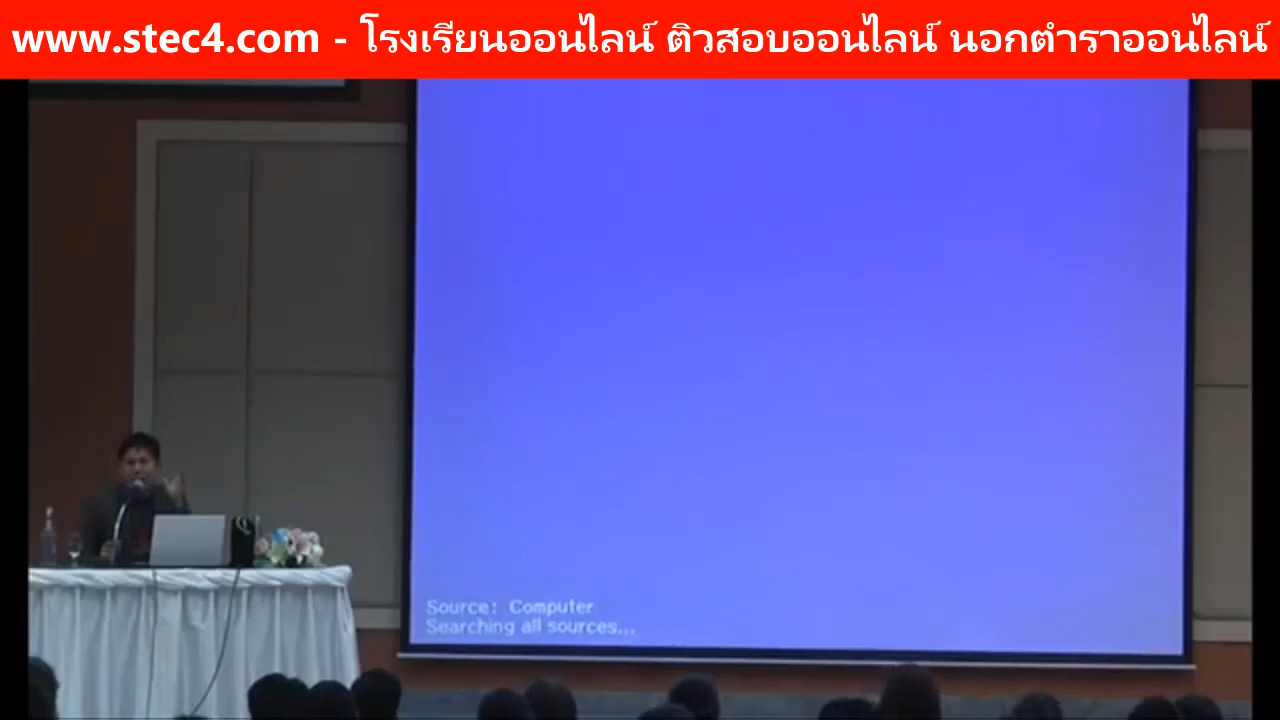 www.stec4.com - โรงเรียนออนไลน์ ติวสอบออนไลน์ นอกตำราออนไลน์
Source: Computer
Searching all sources...